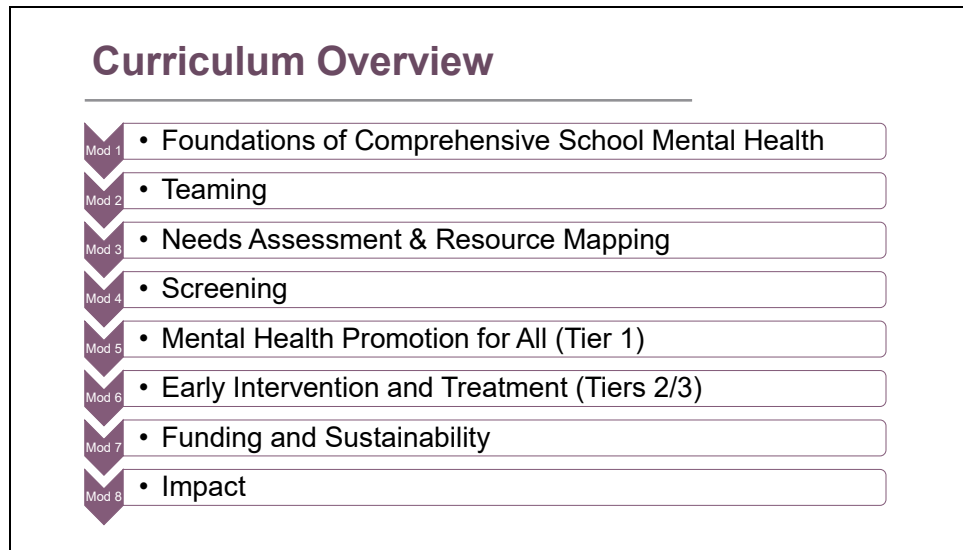 Curriculum Overview
Mod 1 • Foundations of Comprehensive School Mental Health
Mod 2 • Teaming
Mod 3 • Needs Assessment & Resource Mapping
Mod 4 • Screening
Mod 5 • Mental Health Promotion for All (Tier 1)
Mod 6 • Early Intervention and Treatment (Tiers 2/3)
Mod 7 • Funding and Sustainability
Mod 8 • Impact